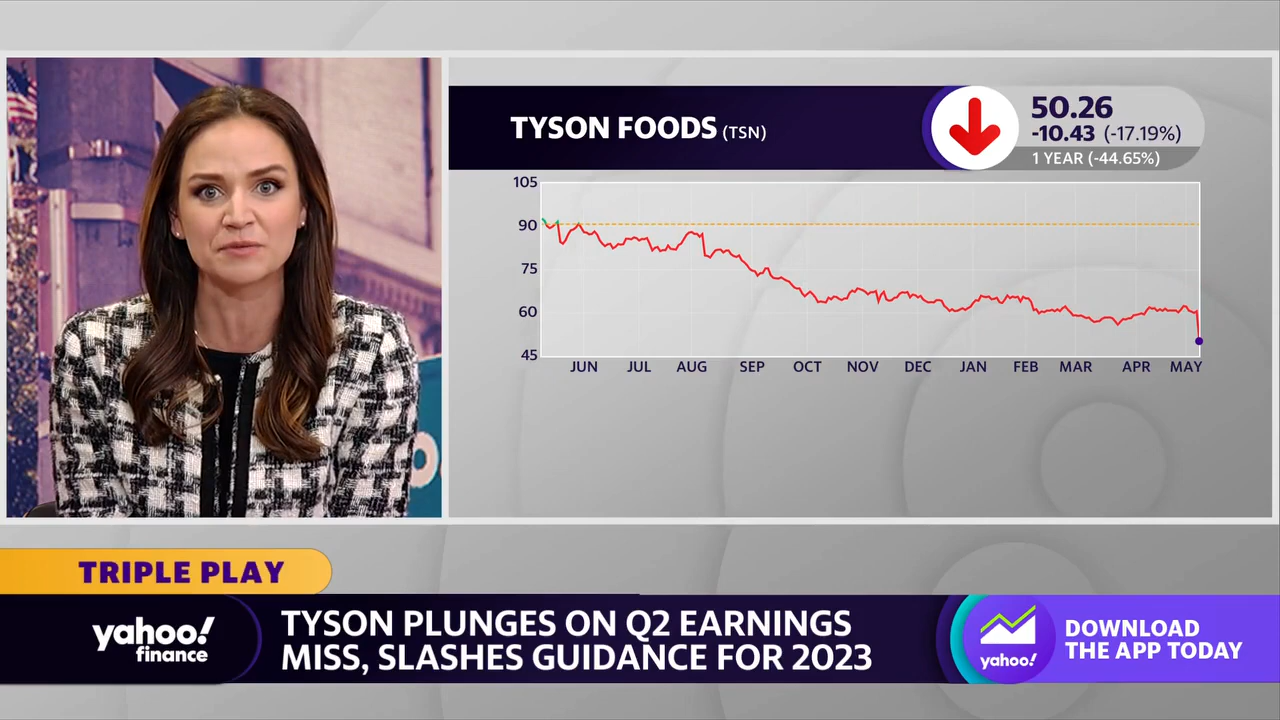 TYSON FOODS (TSN)
50.26
-10.43 (-17.19%)
1 YEAR (-44.65%)
105
90
75
60
45
JUN JUL AUG SEP OCT NOV DEC JAN FEB MAR APR MAY
TRIPLE PLAY
yahoo!
finance
TYSON PLUNGES ON Q2 EARNINGS
MISS, SLASHES GUIDANCE FOR 2023
yahoo!
DOWNLOAD
THE APP TODAY